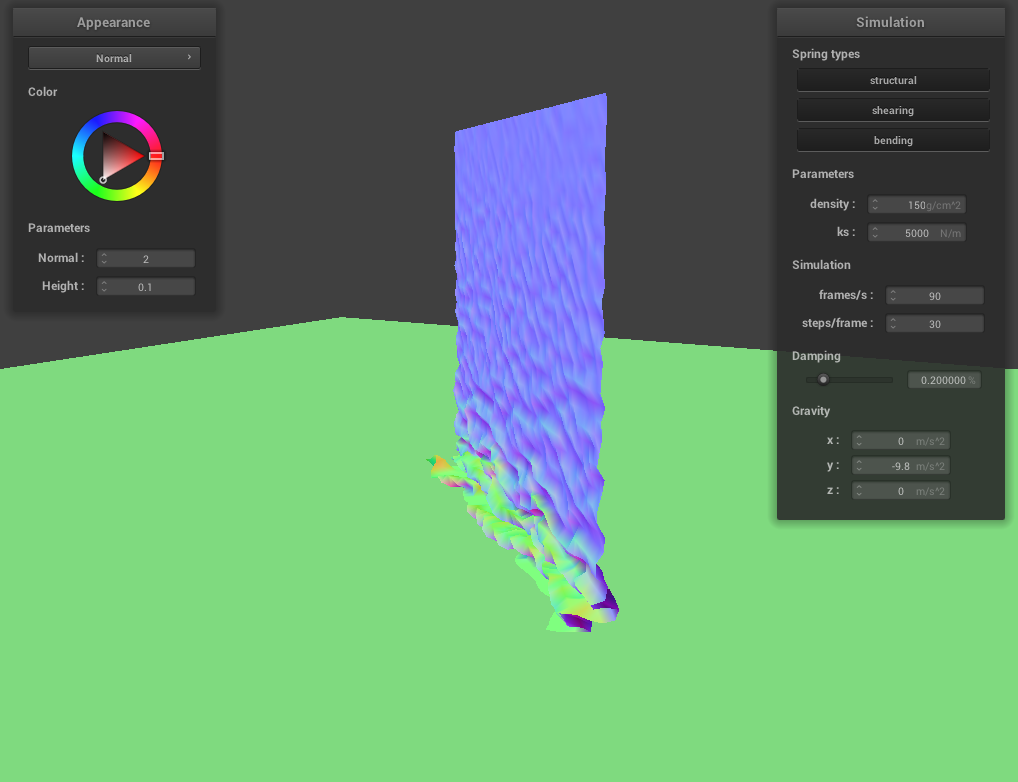 Appearance
Normal
Color
Parameters
Normal : 2
Height : 0.1
Simulation
Spring types
structural
shearing
bending
Parameters
density : 150g/cm^2
ks : 5000 N/m
Simulation
frames/s : 90
steps/frame : 30
Damping
0.200000 %
Gravity
x : 0 m/s^2
y : -9.8 m/s^2
z : 0 m/s^2